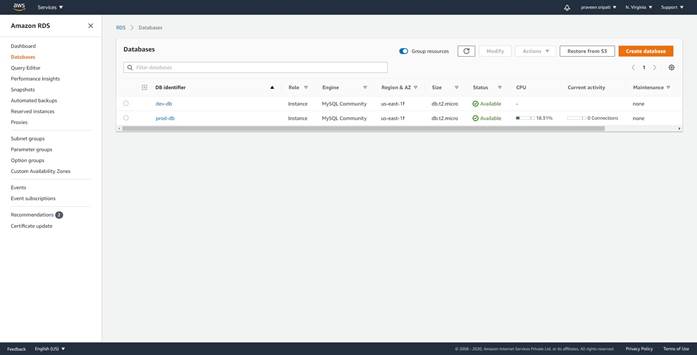 aws Services praveen sripati N. Virginia Support
Amazon RDS
Dashboard
Databases
Query Editor
Performance Insights
Snapshots
Automated backups
Reserved instances
Proxies
Subnet groups
Parameter groups
Option groups
Custom Availability Zones
Events
Event subscriptions
Recommendations 2
Certificate update
RDS Databases
Databases Group resources Modify Actions Restore from S3 Create database
Filter databases 1
DB identifier Role Engine Region & AZ Size Status CPU Current activity Maintenance
dev-db Instance MySQL Community us-east-1f db.t2.micro Available - none
prod-db Instance MySQL Community us-east-1f db.t2.micro Available 18.51% 0 Connections none
Feedback English (US) © 2008 - 2020, Amazon Internet Services Private Ltd. or its affiliates. All rights reserved. Privacy Policy Terms of Use